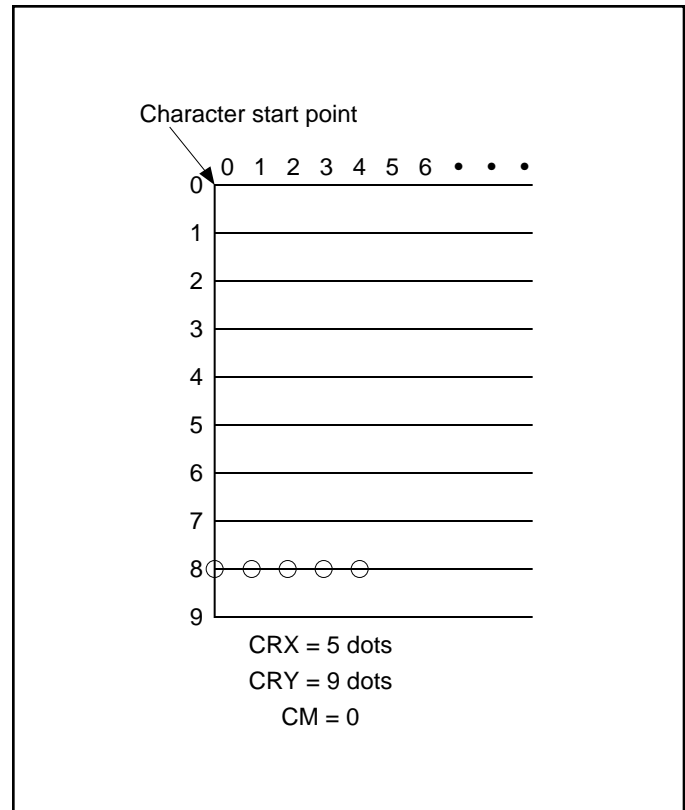 Character start point
0 1 2 3 4 5 6 • • •
0
1
2
3
4
5
6
7
8
9
CRX = 5 dots
CRY = 9 dots
CM = 0